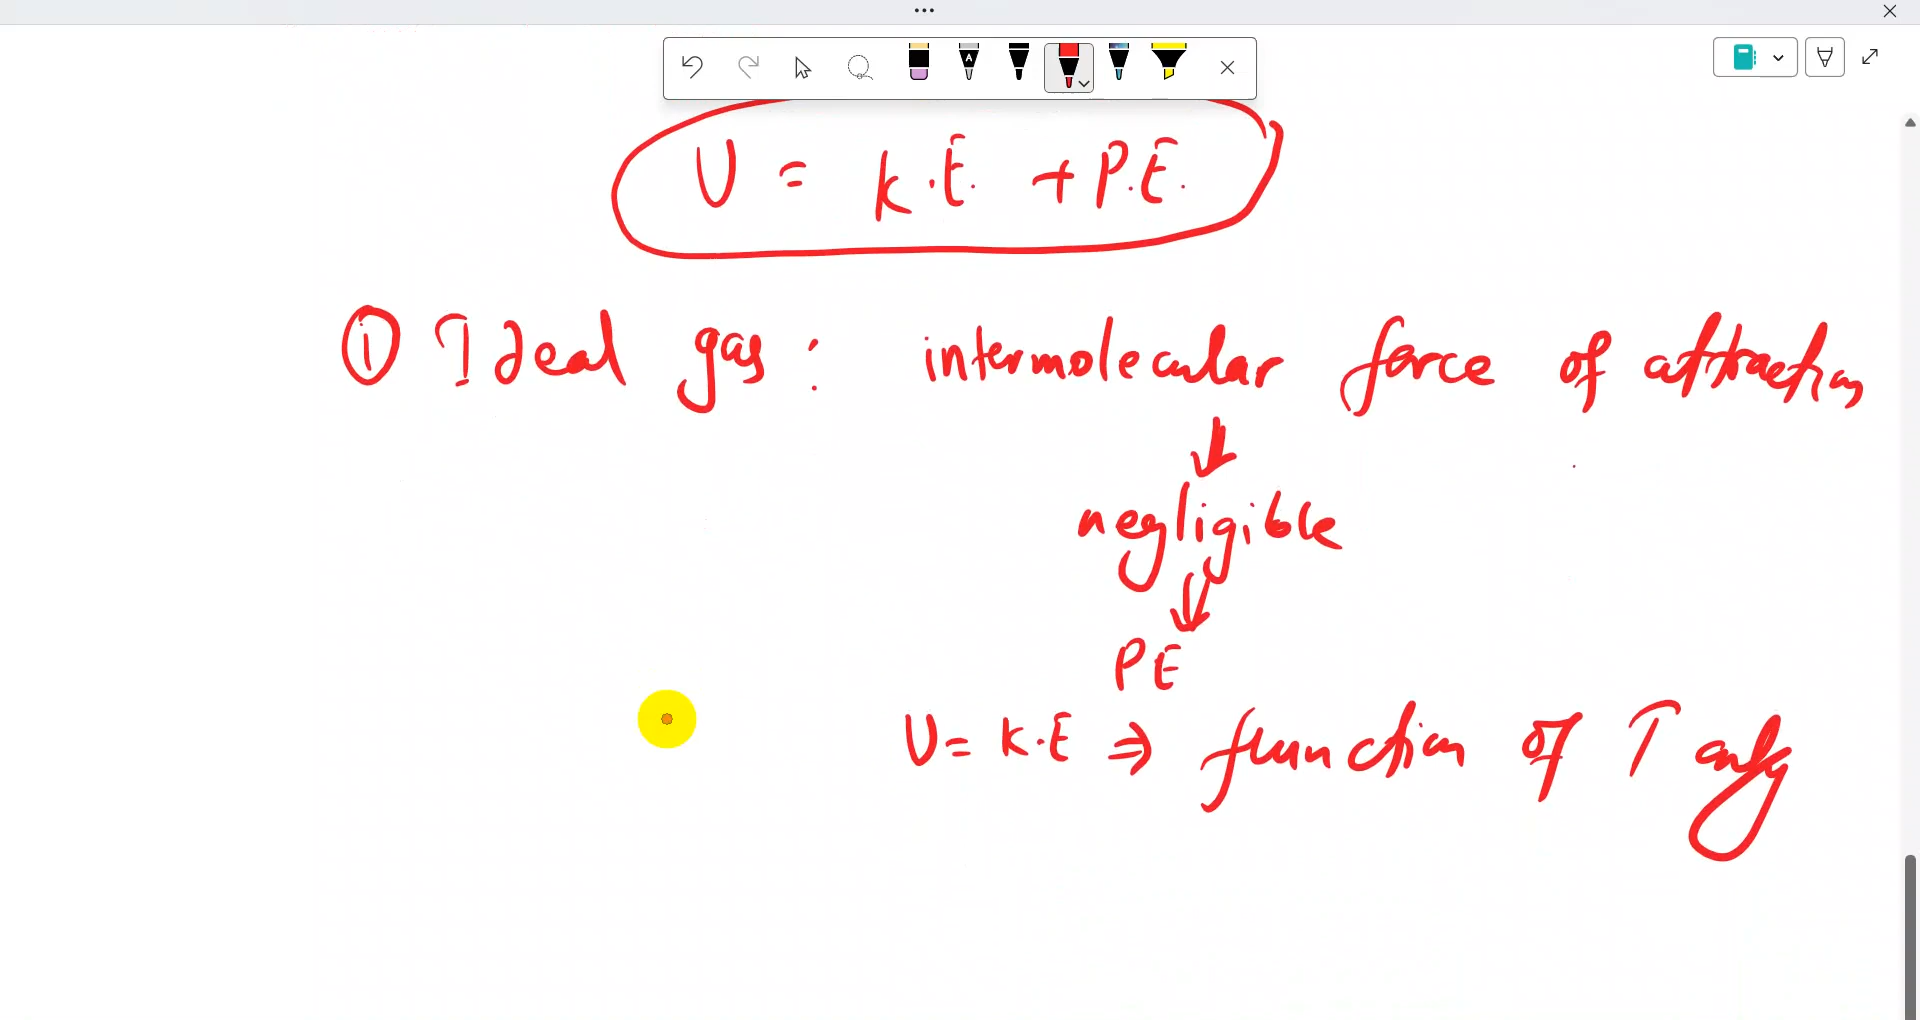 U = K.E. + P.E.
① Ideal gas : intermolecular force of attraction
negligible
PE
U = K.E ⇒ function of T only